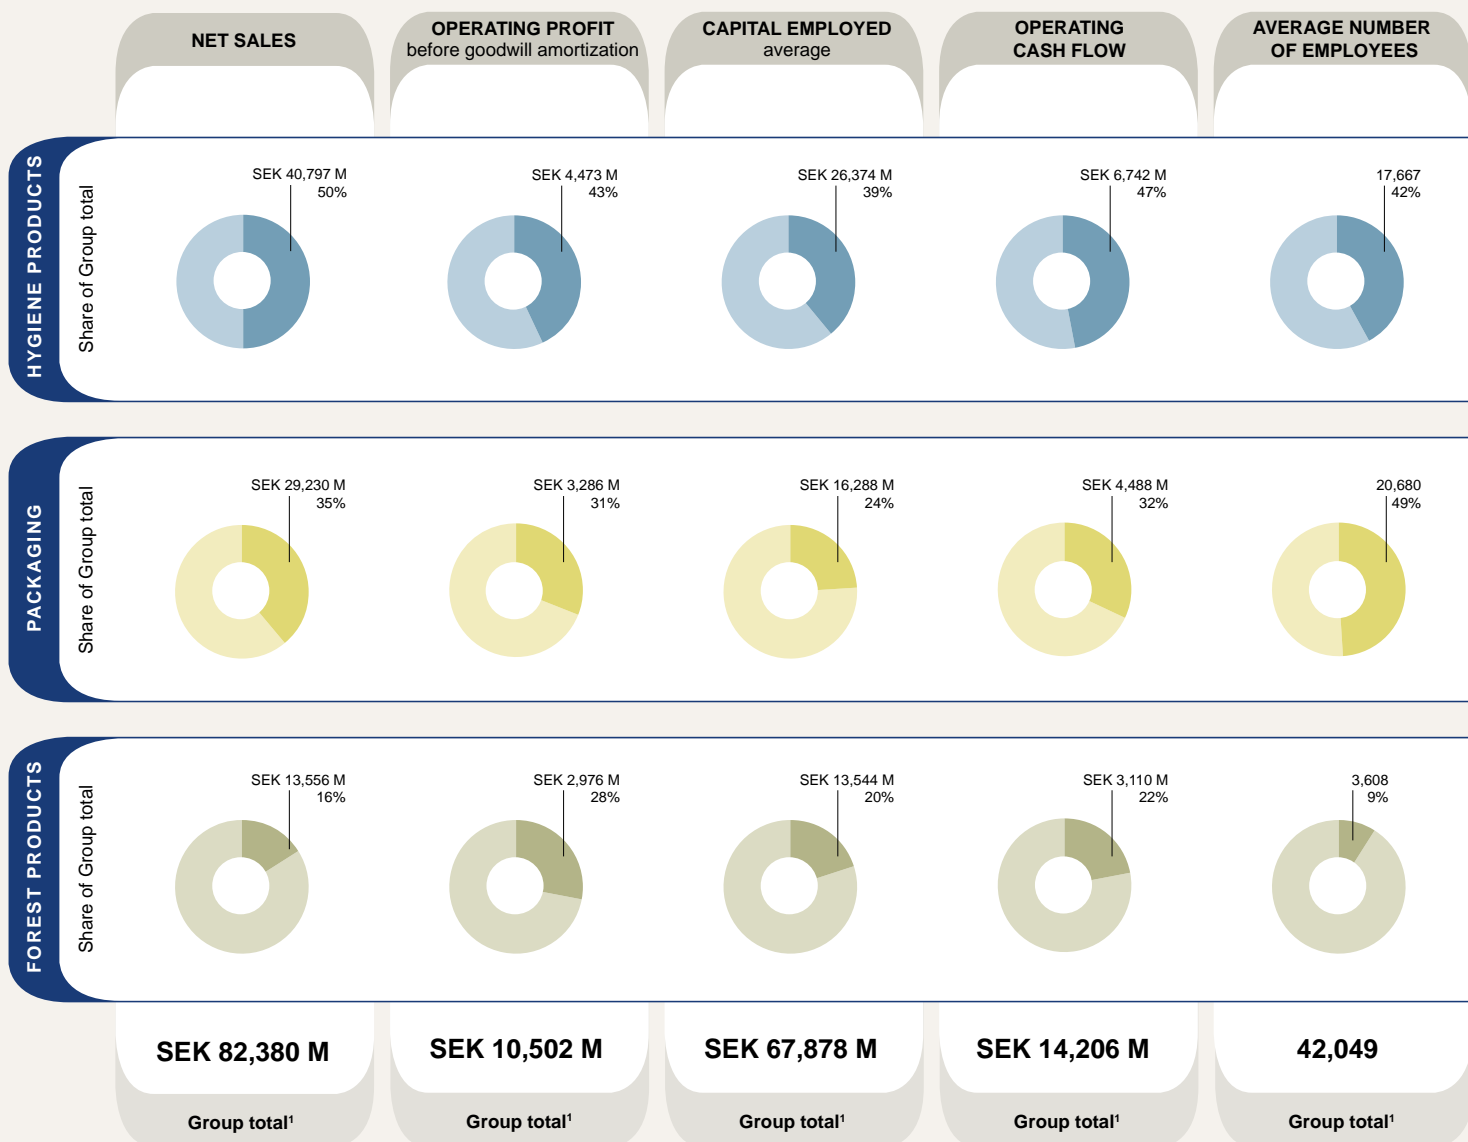 NET SALES
OPERATING PROFIT
before goodwill amortization
CAPITAL EMPLOYED
average
OPERATING
CASH FLOW
AVERAGE NUMBER
OF EMPLOYEES
HYGIENE PRODUCTS
Share of Group total
SEK 40,797 M
50%
SEK 4,473 M
43%
SEK 26,374 M
39%
SEK 6,742 M
47%
17,667
42%
PACKAGING
Share of Group total
SEK 29,230 M
35%
SEK 3,286 M
31%
SEK 16,288 M
24%
SEK 4,488 M
32%
20,680
49%
FOREST PRODUCTS
Share of Group total
SEK 13,556 M
16%
SEK 2,976 M
28%
SEK 13,544 M
20%
SEK 3,110 M
22%
3,608
9%
SEK 82,380 M
SEK 10,502 M
SEK 67,878 M
SEK 14,206 M
42,049
Group total¹
Group total¹
Group total¹
Group total¹
Group total¹